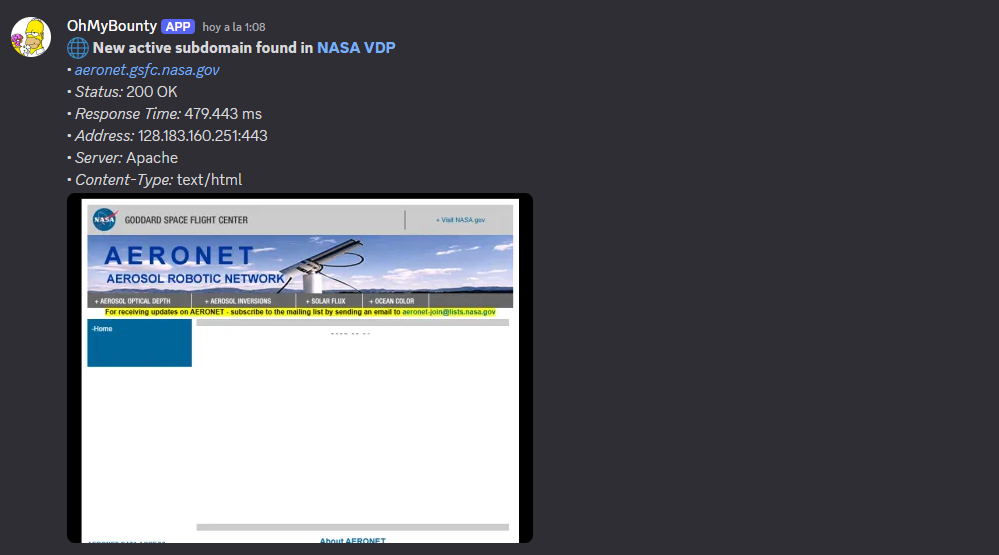 OhMyBounty APP hoy a la 1:08
New active subdomain found in NASA VDP
• aeronet.gsfc.nasa.gov
• Status: 200 OK
• Response Time: 479.443 ms
• Address: 128.183.160.251:443
• Server: Apache
• Content-Type: text/html
NASA GODDARD SPACE FLIGHT CENTER + Visit NASA.gov
AERONET
AEROSOL ROBOTIC NETWORK
+ AEROSOL OPTICAL DEPTH + AEROSOL INVERSIONS + SOLAR FLUX + OCEAN COLOR
For receiving updates on AERONET - subscribe to the mailing list by sending an email to aeronet-join@lists.nasa.gov
-Home
About AERONET